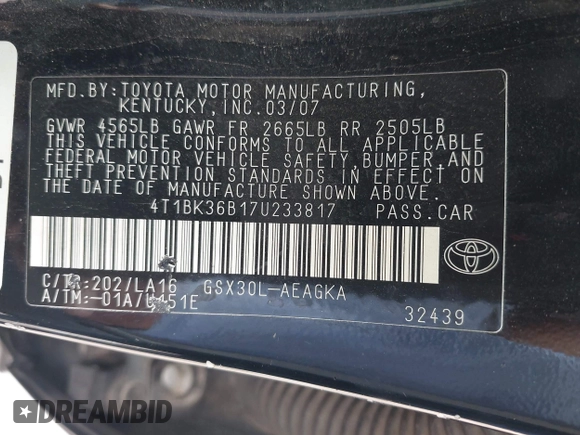 MFD.BY:TOYOTA MOTOR MANUFACTURING,
KENTUCKY, INC.03/07
GVWR 4565LB GAWR FR 2665LB RR 2505LB
THIS VEHICLE CONFORMS TO ALL APPLICABLE
FEDERAL MOTOR VEHICLE SAFETY, BUMPER,AND
THEFT PREVENTION STANDARDS IN EFFECT ON
THE DATE OF MANUFACTURE SHOWN ABOVE.
4T1BK36B17U233817 PASS.CAR
C/TR:202/LA16 GSX30L-AEAGKA
A/TM:-01A/U151E
32439
TOYOTA
DREAMBID